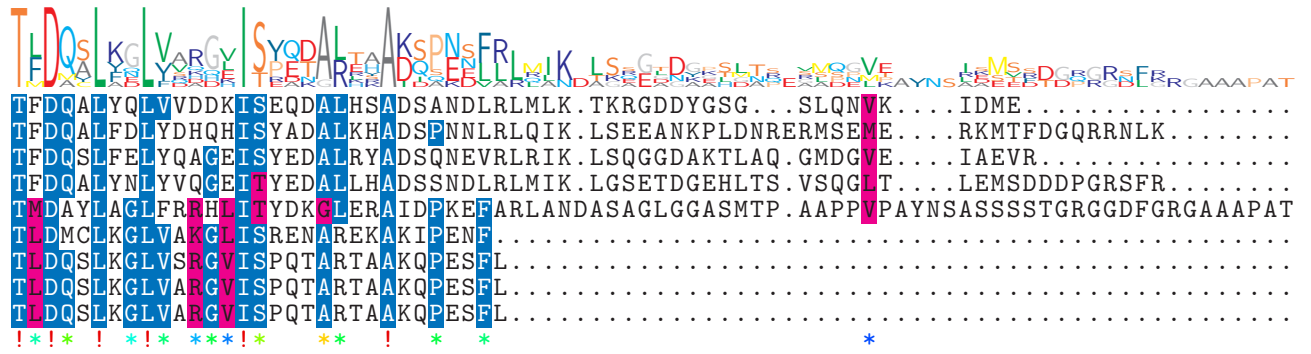 TFDQALYQLVVDDKISEQDALHSADSANDLRLMLK.TKRGDDYGSG...SLQNVK....IDME.................
TFDQALFDLYDHQHISYADALKHADSPNNLRLQIK.LSEEANKPLDNRERMSEME....RKMTFDGQRRNLK........
TFDQSLFELYQAGEISYEDALRYADSQNEVRLRIK.LSQGGDAKTLAQ.GMDGVE....IAEVR................
TFDQALYNLYVQGEITYEDALLHADSSNDLRLMIK.LGSETDGEHLTS.VSQGLT....LEMSDDDPGRSFR........
TMDAYLAGLFRRHLITYDKGLERAIDPKEFARLANDASAGLGGASMTP.AAPPVPAYNSASSSSTGRGGDFGRGAAAPAT
TLDMCLKGLVAKGLISRENAREKAKIPENF..................................................
TLDQSLKGLVSRGVISPQTARTAAKQPESFL.................................................
TLDQSLKGLVARGVISPQTARTAAKQPESFL.................................................
TLDQSLKGLVARGVISPQTARTAAKQPESFL.................................................
!*!* ! *!* ***!* ** ! * * *